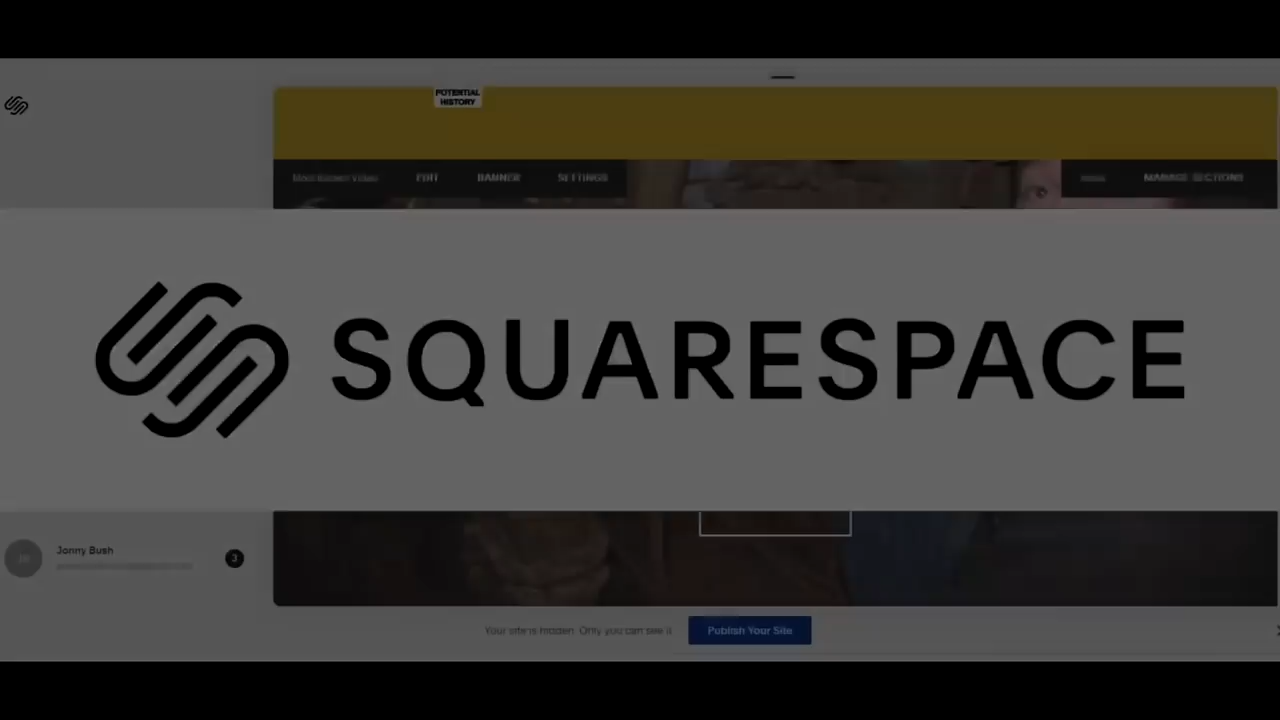 POTENTIAL
HISTORY
EDIT
BANNER
SETTINGS
MANAGE SECTIONS
SQUARESPACE
Jonny Bush
3
Your site is hidden. Only you can see it
Publish Your Site